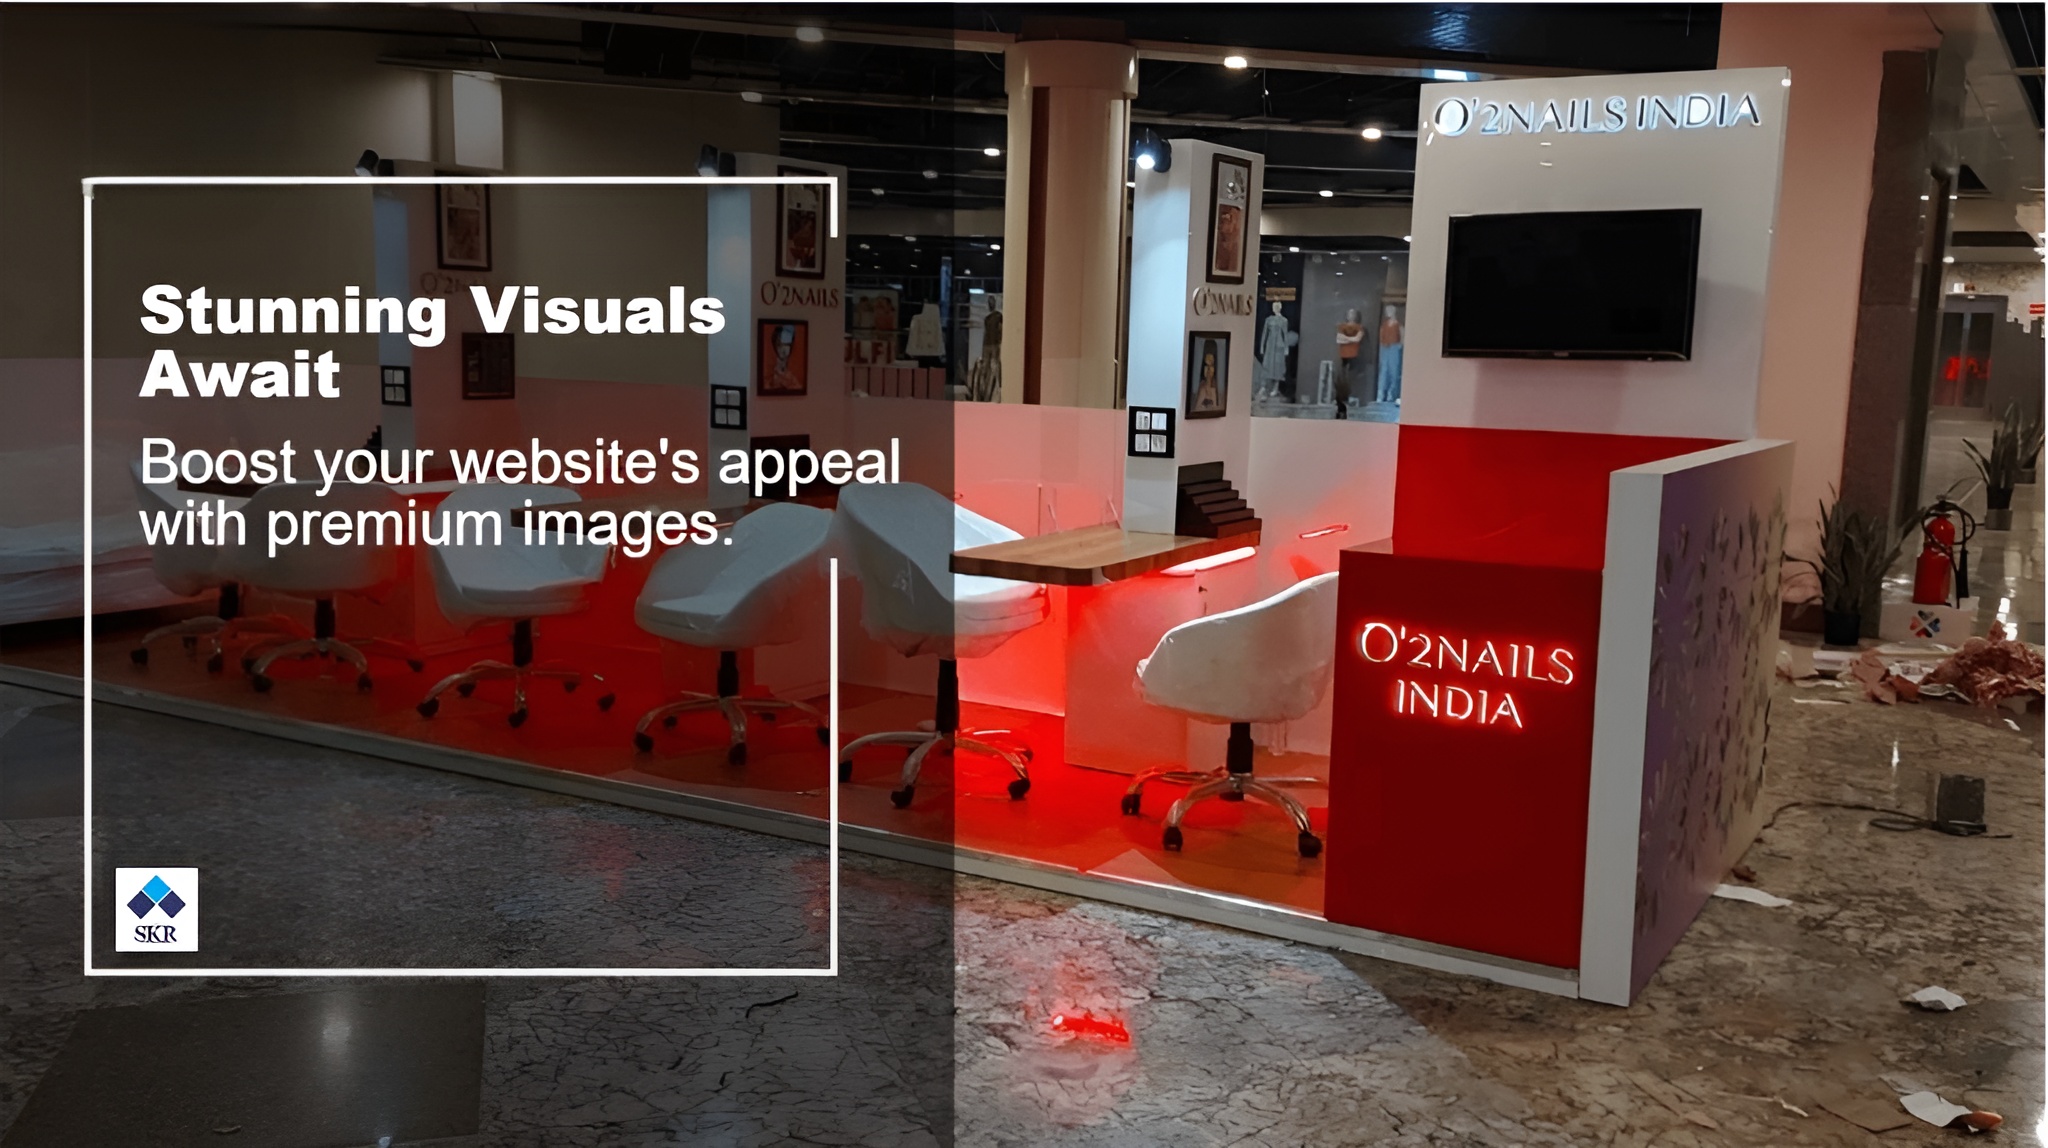 Stunning Visuals
Await
Boost your website's appeal
with premium images.
SKR
O'2NAILS
O'2NAILS
O'2NAILS INDIA
O'2NAILS
INDIA